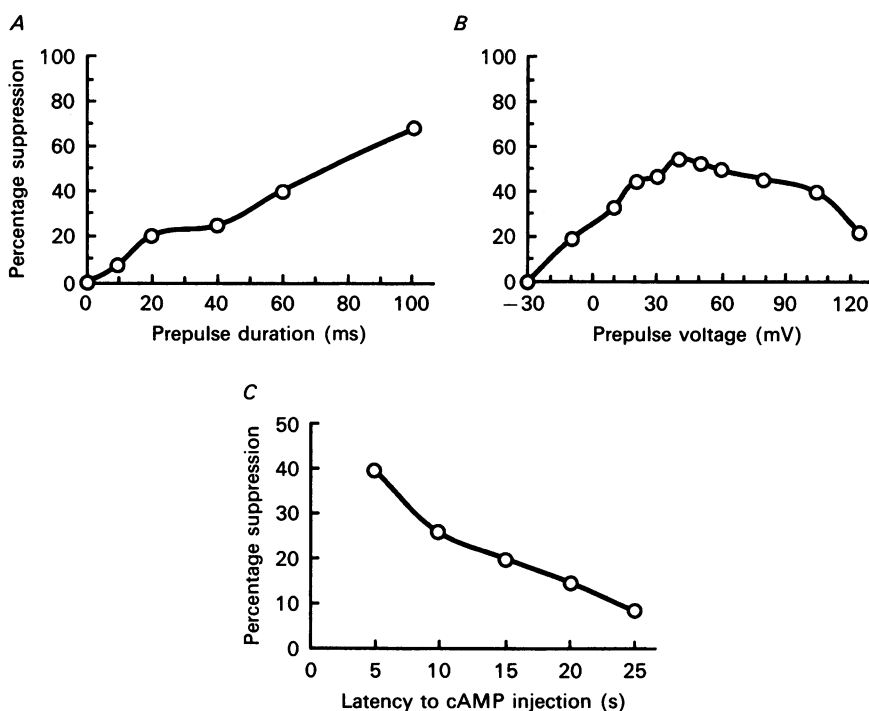 A
Percentage suppression
100
80
60
40
20
0
0 20 40 60 80 100
Prepulse duration (ms)
B
100
80
60
40
20
0
−30 0 30 60 90 120
Prepulse voltage (mV)
C
Percentage suppression
50
40
30
20
10
0
0 5 10 15 20 25
Latency to cAMP injection (s)